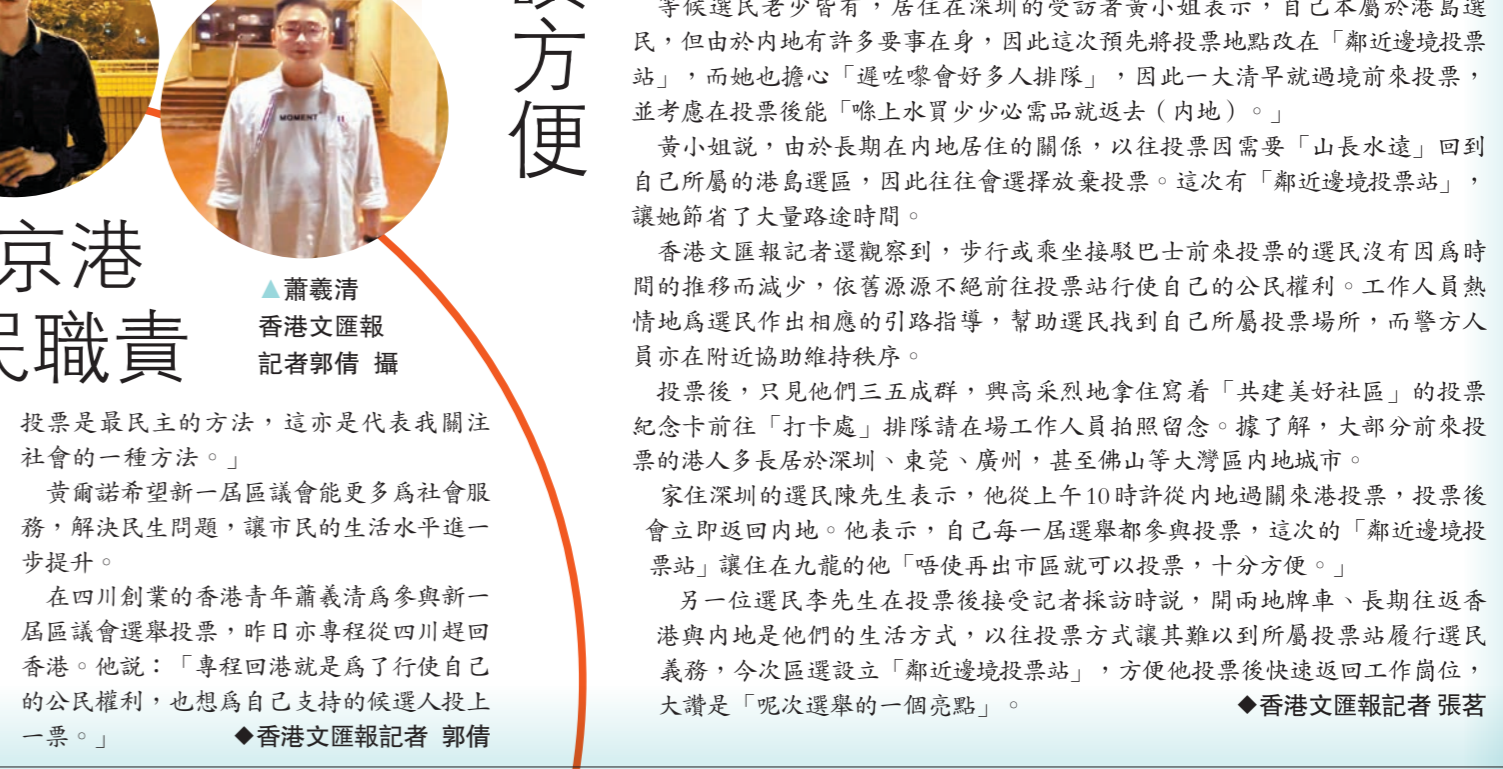 方
便
MOMENT
京港
職責
▲蕭羲清
香港文匯報
記者郭倩 攝
投票是最民主的方法，這亦是代表我關注
社會的一種方法。」
黃爾諾希望新一屆區議會能更多爲社會服
務，解決民生問題，讓市民的生活水平進一
步提升。
在四川創業的香港青年蕭羲清爲參與新一
屆區議會選舉投票，昨日亦專程從四川趕回
香港。他說：「專程回港就是爲了行使自己
的公民權利，也想爲自己支持的候選人投上
一票。」 ◆香港文匯報記者 郭倩
等候選民老少皆有，居住在深圳的受訪者黃小姐表示，自己本屬於港島選
民，但由於內地有許多要事在身，因此這次預先將投票地點改在「鄰近邊境投票
站」，而她也擔心「遲咗嚟會好多人排隊」，因此一大清早就過境前來投票，
並考慮在投票後能「喺上水買少少必需品就返去（內地）。」
黃小姐説，由於長期在內地居住的關係，以往投票因需要「山長水遠」回到
自己所屬的港島選區，因此往往會選擇放棄投票。這次有「鄰近邊境投票站」，
讓她節省了大量路途時間。
香港文匯報記者還觀察到，步行或乘坐接駁巴士前來投票的選民沒有因爲時
間的推移而減少，依舊源源不絕前往投票站行使自己的公民權利。工作人員熱
情地爲選民作出相應的引路指導，幫助選民找到自己所屬投票場所，而警方人
員亦在附近協助維持秩序。
投票後，只見他們三五成群，興高采烈地拿住寫着「共建美好社區」的投票
紀念卡前往「打卡處」排隊請在場工作人員拍照留念。據了解，大部分前來投
票的港人多長居於深圳、東莞、廣州，甚至佛山等大灣區內地城市。
家住深圳的選民陳先生表示，他從上午10時許從內地過關來港投票，投票後
會立即返回內地。他表示，自己每一屆選舉都參與投票，這次的「鄰近邊境投
票站」讓住在九龍的他「唔使再出市區就可以投票，十分方便。」
另一位選民李先生在投票後接受記者採訪時説，開兩地牌車、長期往返香
港與內地是他們的生活方式，以往投票方式讓其難以到所屬投票站履行選民
義務，今次區選設立「鄰近邊境投票站」，方便他投票後快速返回工作崗位，
大讚是「呢次選舉的一個亮點」。 ◆香港文匯報記者 張茗